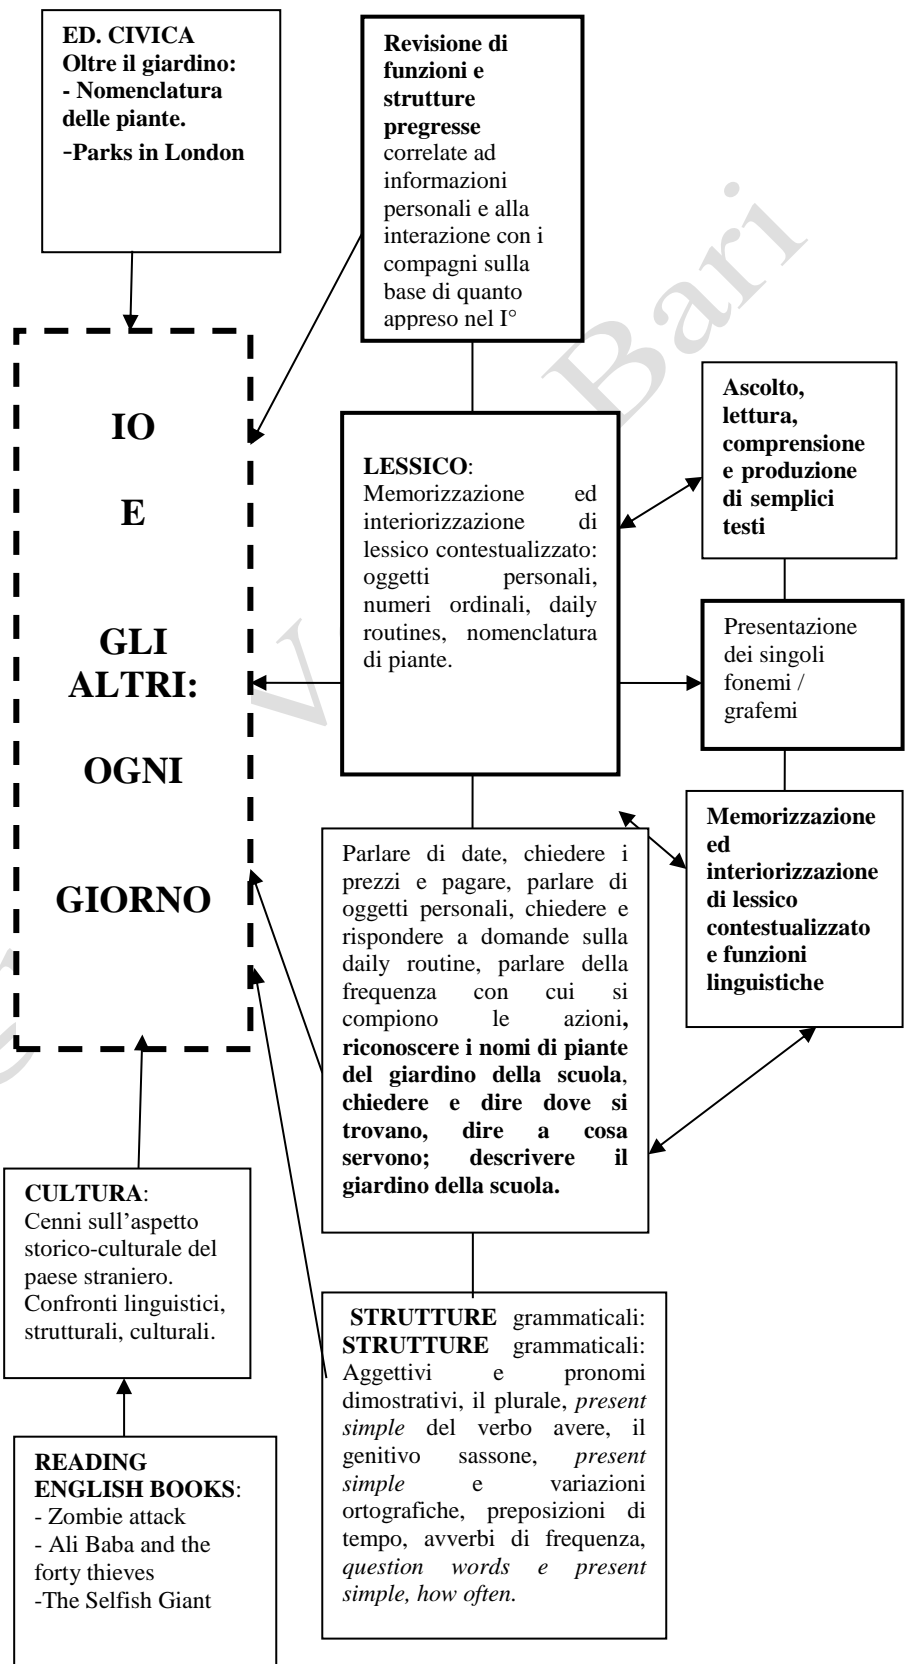 ED. CIVICA
Oltre il giardino:
- Nomenclatura
delle piante.
-Parks in London
Revisione di
funzioni e
strutture
pregresse
correlate ad
informazioni
personali e alla
interazione con i
compagni sulla
base di quanto
appreso nel I°
IO
E
GLI
ALTRI:
OGNI
GIORNO
LESSICO:
Memorizzazione ed
interiorizzazione di
lessico contestualizzato:
oggetti personali,
numeri ordinali, daily
routines, nomenclatura
di piante.
Ascolto,
lettura,
comprensione
e produzione
di semplici
testi
Presentazione
dei singoli
fonemi /
grafemi
Memorizzazione
ed
interiorizzazione
di lessico
contestualizzato
e funzioni
linguistiche
Parlare di date, chiedere i
prezzi e pagare, parlare di
oggetti personali, chiedere e
rispondere a domande sulla
daily routine, parlare della
frequenza con cui si
compiono le azioni,
riconoscere i nomi di piante
del giardino della scuola,
chiedere e dire dove si
trovano, dire a cosa
servono; descrivere il
giardino della scuola.
CULTURA:
Cenni sull’aspetto
storico-culturale del
paese straniero.
Confronti linguistici,
strutturali, culturali.
STRUTTURE grammaticali:
STRUTTURE grammaticali:
Aggettivi e pronomi
dimostrativi, il plurale, present
simple del verbo avere, il
genitivo sassone, present
simple e variazioni
ortografiche, preposizioni di
tempo, avverbi di frequenza,
question words e present
simple, how often.
READING
ENGLISH BOOKS:
- Zombie attack
- Ali Baba and the
forty thieves
-The Selfish Giant
Bari